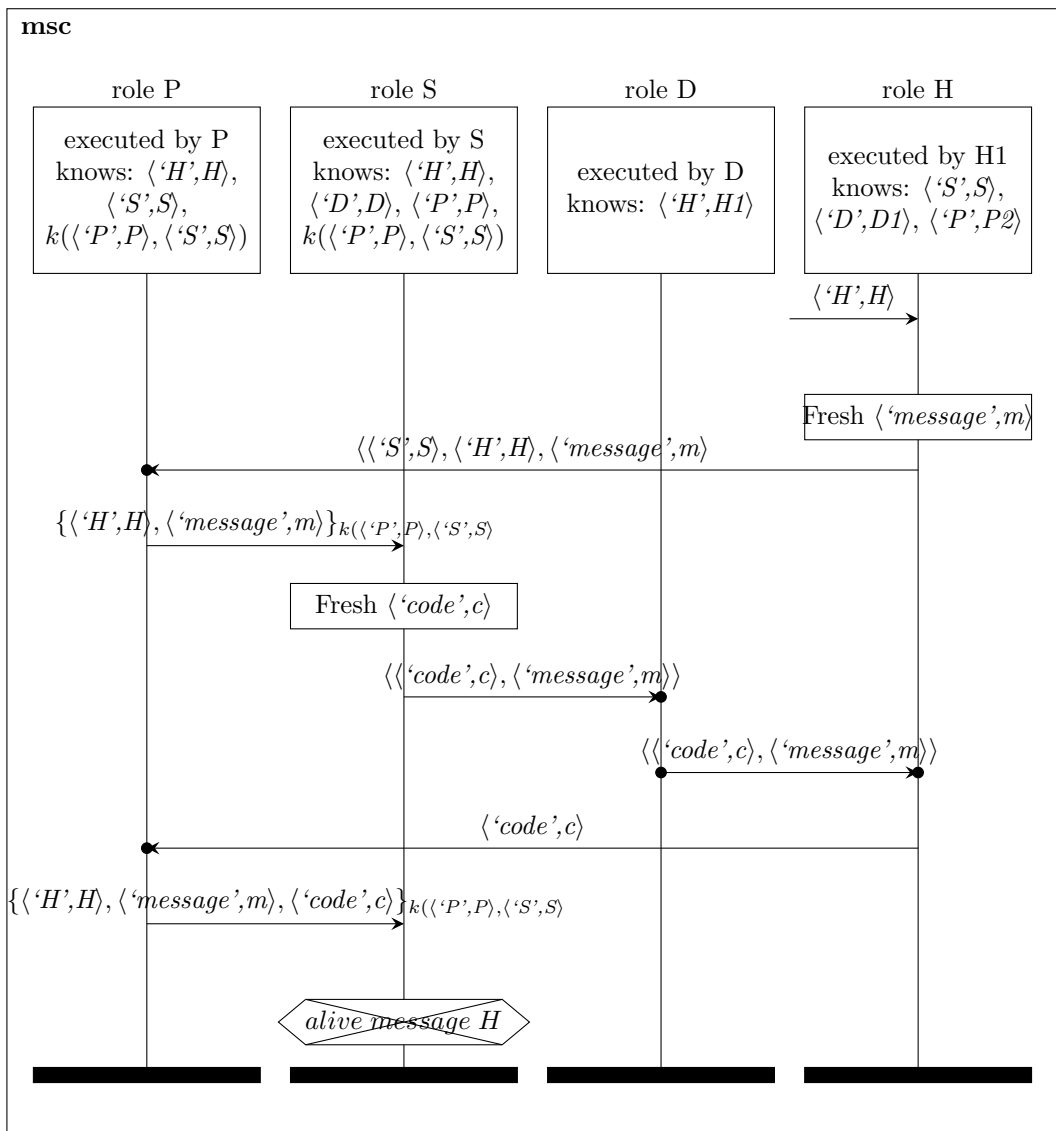 msc
role P
role S
role D
role H
executed by P
knows: ⟨‘H’,H⟩,
⟨‘S’,S⟩,
k(⟨‘P’,P⟩,⟨‘S’,S⟩)
executed by S
knows: ⟨‘H’,H⟩,
⟨‘D’,D⟩, ⟨‘P’,P⟩,
k(⟨‘P’,P⟩,⟨‘S’,S⟩)
executed by D
knows: ⟨‘H’,H1⟩
executed by H1
knows: ⟨‘S’,S⟩,
⟨‘D’,D1⟩, ⟨‘P’,P2⟩
⟨‘H’,H⟩
Fresh ⟨‘message’,m⟩
⟨⟨‘S’,S⟩,⟨‘H’,H⟩,⟨‘message’,m⟩
{⟨‘H’,H⟩,⟨‘message’,m⟩}k(⟨‘P’,P⟩,⟨‘S’,S⟩
Fresh ⟨‘code’,c⟩
⟨⟨‘code’,c⟩,⟨‘message’,m⟩⟩
⟨⟨‘code’,c⟩,⟨‘message’,m⟩⟩
⟨‘code’,c⟩
{⟨‘H’,H⟩,⟨‘message’,m⟩,⟨‘code’,c⟩}k(⟨‘P’,P⟩,⟨‘S’,S⟩
alive message H